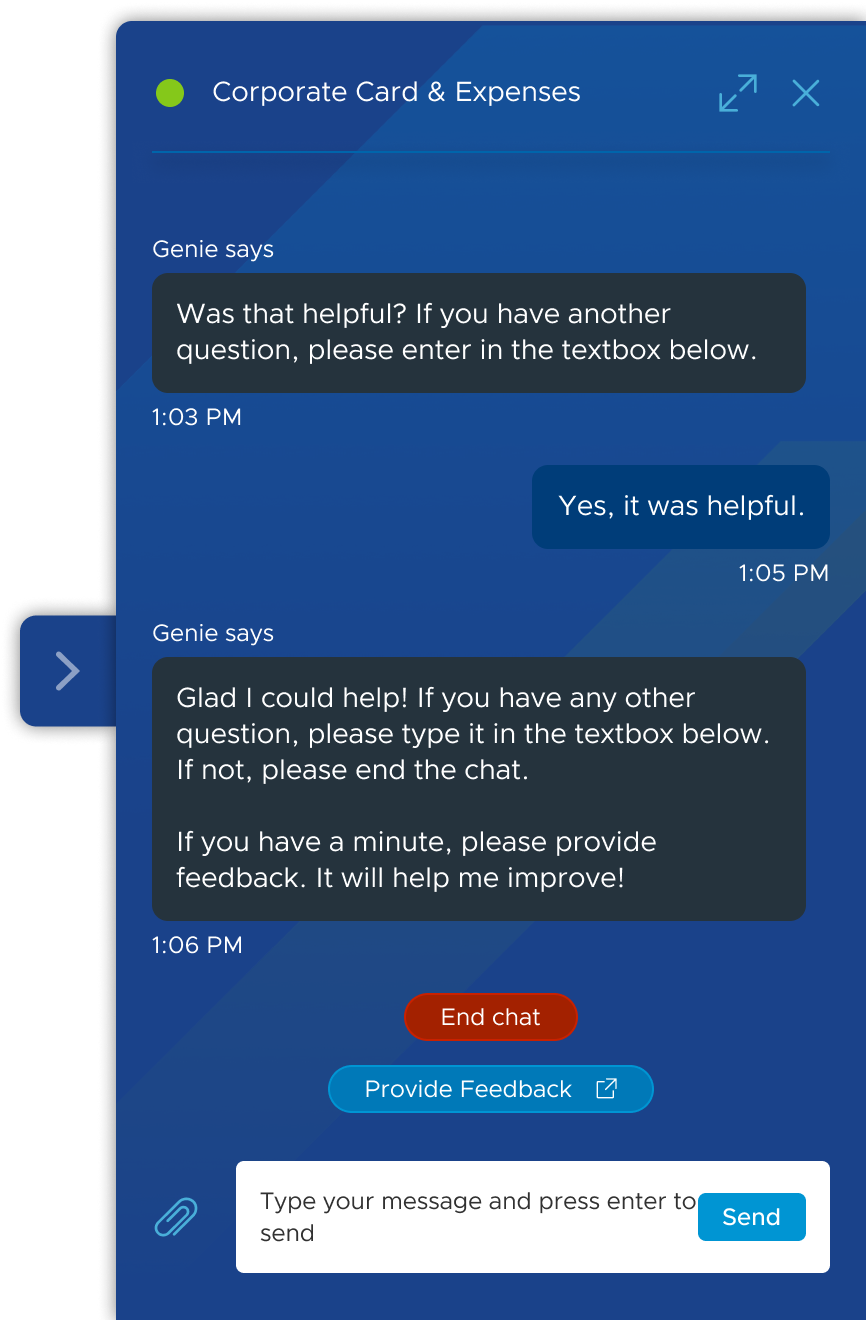 Corporate Card & Expenses
Genie says
Was that helpful? If you have another
question, please enter in the textbox below.
1:03 PM
Yes, it was helpful.
1:05 PM
Genie says
Glad I could help! If you have any other
question, please type it in the textbox below.
If not, please end the chat.
If you have a minute, please provide
feedback. It will help me improve!
1:06 PM
End chat
Provide Feedback
Type your message and press enter to
send
Send